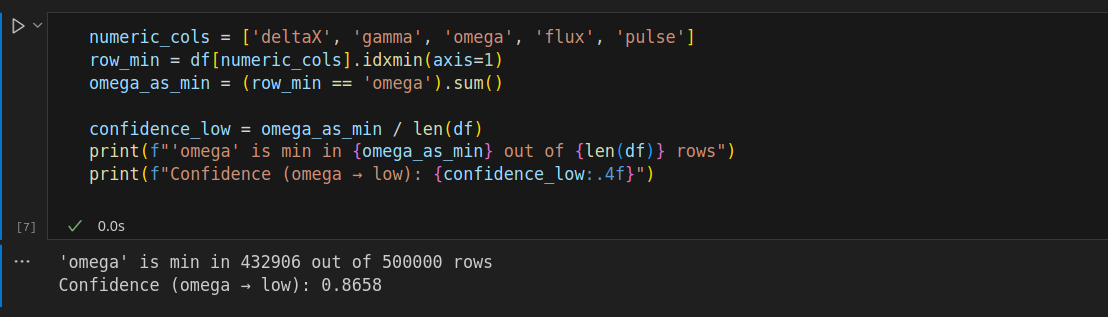 numeric_cols = ['deltaX', 'gamma', 'omega', 'flux', 'pulse']
row_min = df[numeric_cols].idxmin(axis=1)
omega_as_min = (row_min == 'omega').sum()
confidence_low = omega_as_min / len(df)
print(f"'omega' is min in {omega_as_min} out of {len(df)} rows")
print(f"Confidence (omega → low): {confidence_low:.4f}")
[7] 0.0s
'omega' is min in 432906 out of 500000 rows
Confidence (omega → low): 0.8658